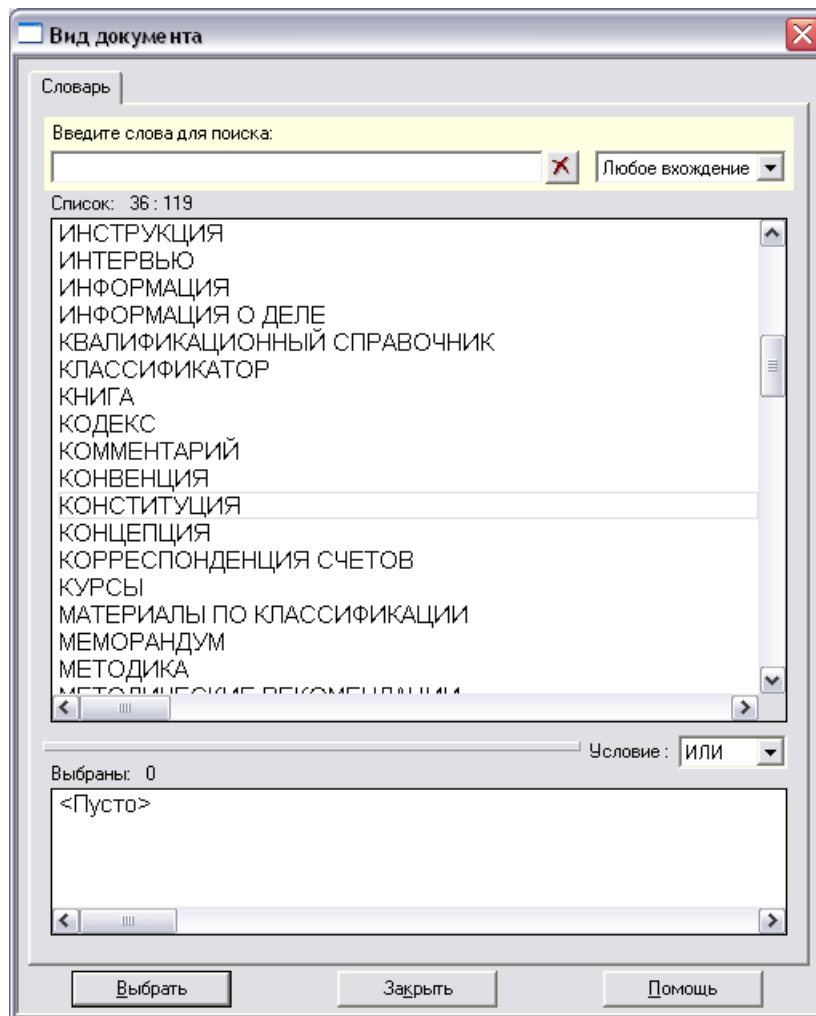 Вид документа
Словарь
Введите слова для поиска:
Любое вхождение
Список: 36 : 119
ИНСТРУКЦИЯ
ИНТЕРВЬЮ
ИНФОРМАЦИЯ
ИНФОРМАЦИЯ О ДЕЛЕ
КВАЛИФИКАЦИОННЫЙ СПРАВОЧНИК
КЛАССИФИКАТОР
КНИГА
КОДЕКС
КОММЕНТАРИЙ
КОНВЕНЦИЯ
КОНСТИТУЦИЯ
КОНЦЕПЦИЯ
КОРРЕСПОНДЕНЦИЯ СЧЕТОВ
КУРСЫ
МАТЕРИАЛЫ ПО КЛАССИФИКАЦИИ
МЕМОРАНДУМ
МЕТОДИКА
МЕТОДИЧЕСКИЕ РЕКОМЕНДАЦИИ
Условие : ИЛИ
Выбраны: 0
<Пусто>
Выбрать Закрыть Помощь